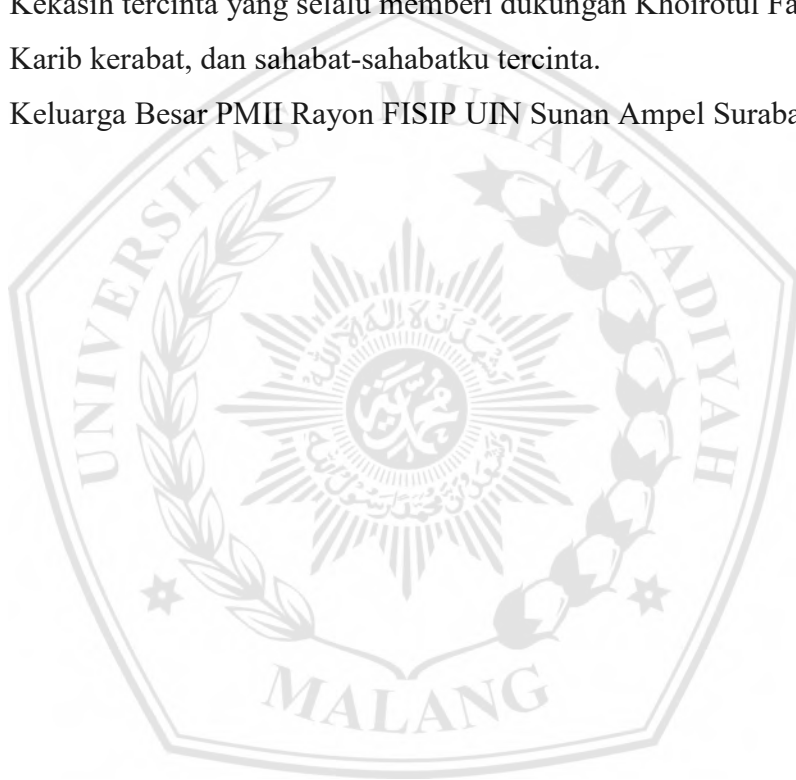 Kekasih tercinta yang selalu memberi dukungan Khoirotul
Karib kerabat, dan sahabat-sahabatku tercinta.
Keluarga Besar PMII Rayon FISIP UIN Sunan Ampel
UNIVERSITAS MUHAMMADIYAH
MALANG